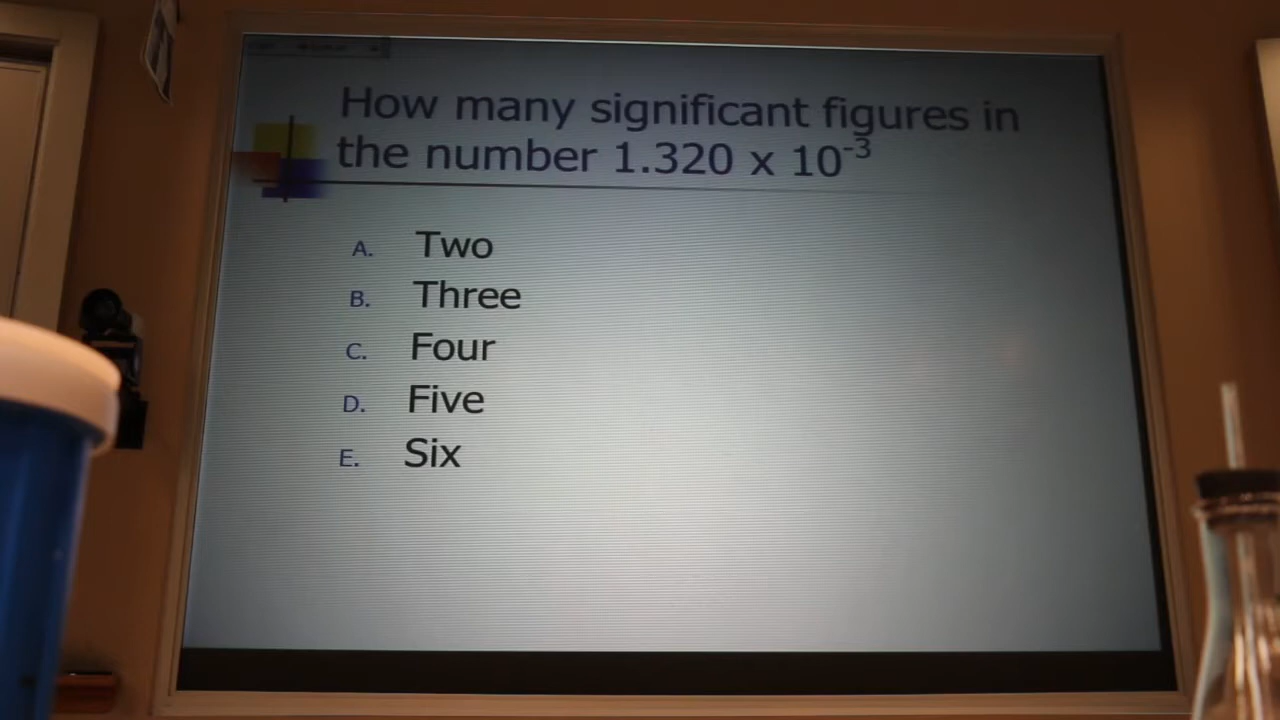 How many significant figures in
the number 1.320 x 10⁻³
A. Two
B. Three
C. Four
D. Five
E. Six